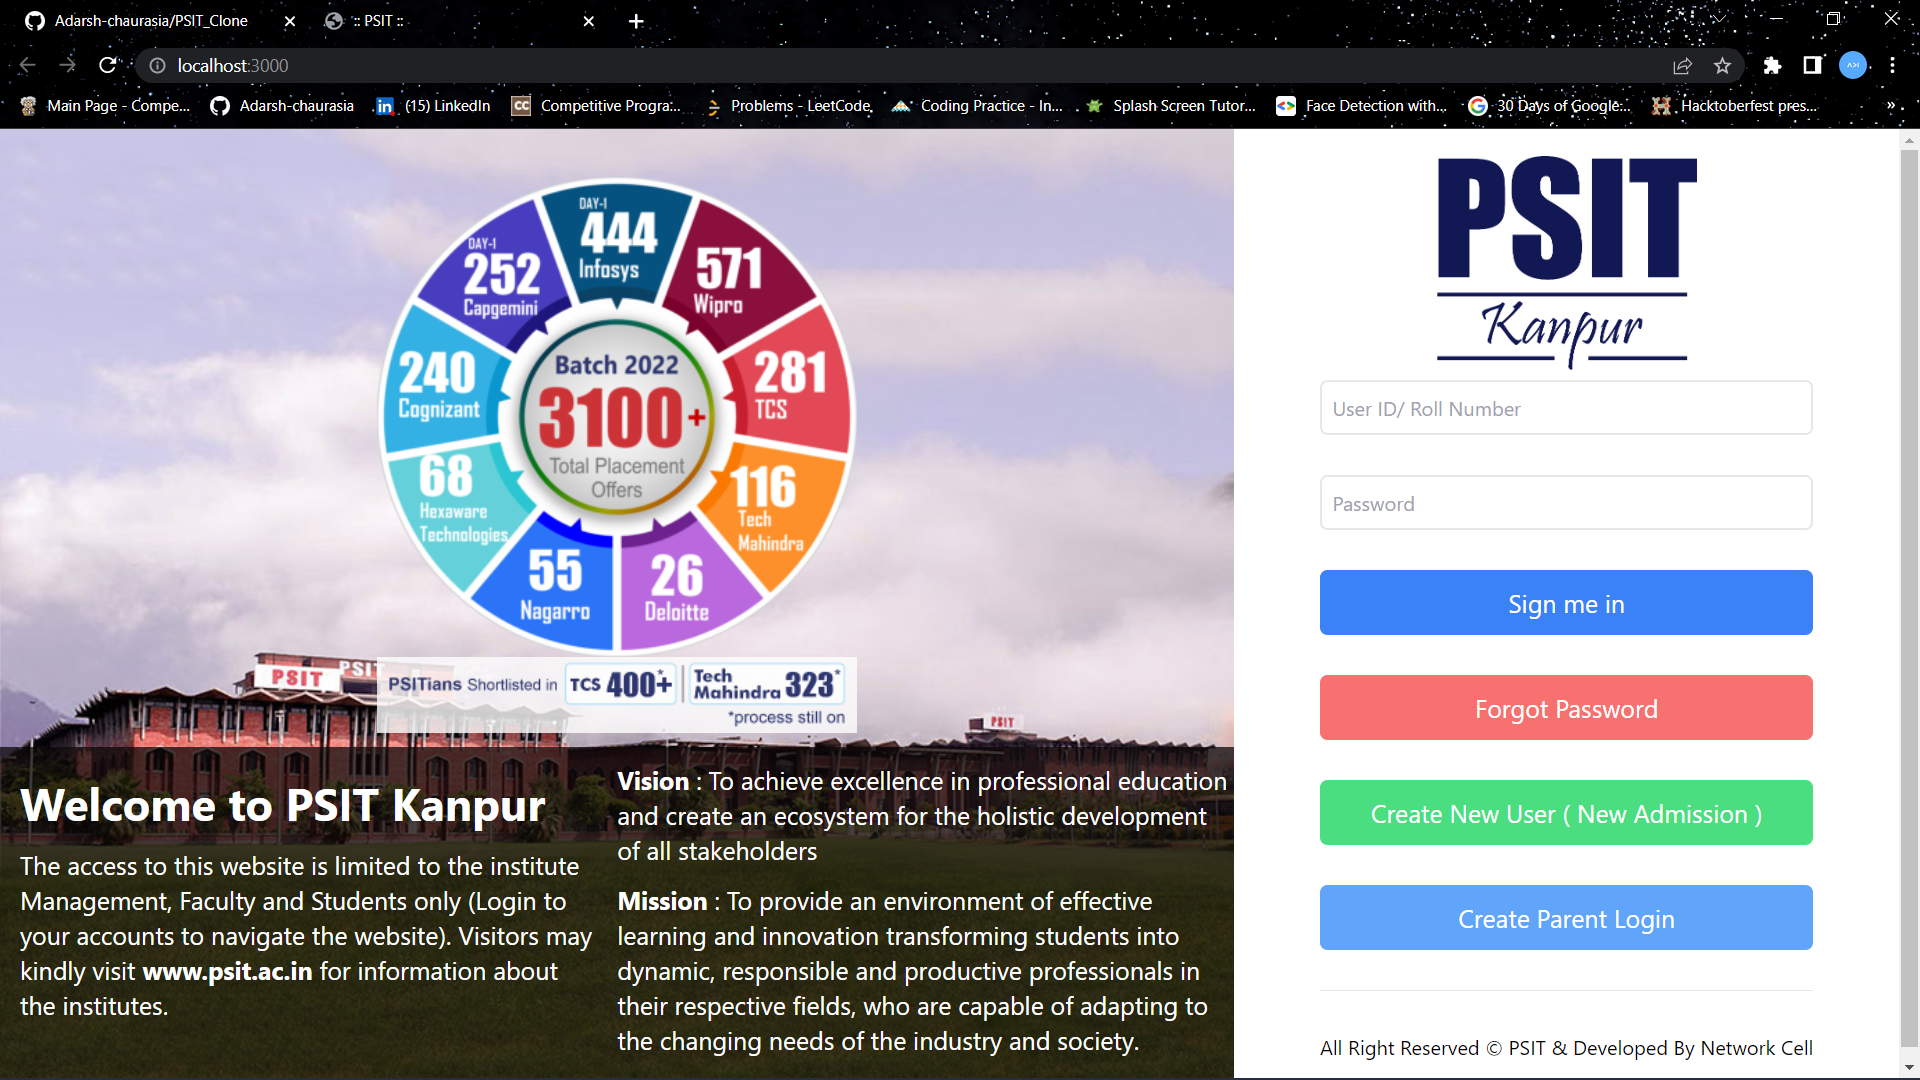 Adarsh-chaurasia/PSIT_Clone
:: PSIT ::
localhost:3000
Main Page - Compe...
Adarsh-chaurasia
(15) LinkedIn
Competitive Progra...
Problems - LeetCode
Coding Practice - In...
Splash Screen Tutor...
Face Detection with...
30 Days of Google:...
Hacktoberfest pres...
»
DAY-1
444
Infosys
571
Wipro
281
TCS
116
Tech
Mahindra
26
Deloitte
55
Nagarro
68
Hexaware
Technologies
240
Cognizant
DAY-1
252
Capgemini
Batch 2022
3100+
Total Placement
Offers
PSIT
PSIT
PSIT
PSITians Shortlisted in TCS 400+* | Tech Mahindra 323*
*process still on
Welcome to PSIT Kanpur
The access to this website is limited to the institute
Management, Faculty and Students only (Login to
your accounts to navigate the website). Visitors may
kindly visit www.psit.ac.in for information about
the institutes.
Vision : To achieve excellence in professional education
and create an ecosystem for the holistic development
of all stakeholders
Mission : To provide an environment of effective
learning and innovation transforming students into
dynamic, responsible and productive professionals in
their respective fields, who are capable of adapting to
the changing needs of the industry and society.
PSIT
Kanpur
User ID/ Roll Number
Password
Sign me in
Forgot Password
Create New User ( New Admission )
Create Parent Login
All Right Reserved © PSIT & Developed By Network Cell